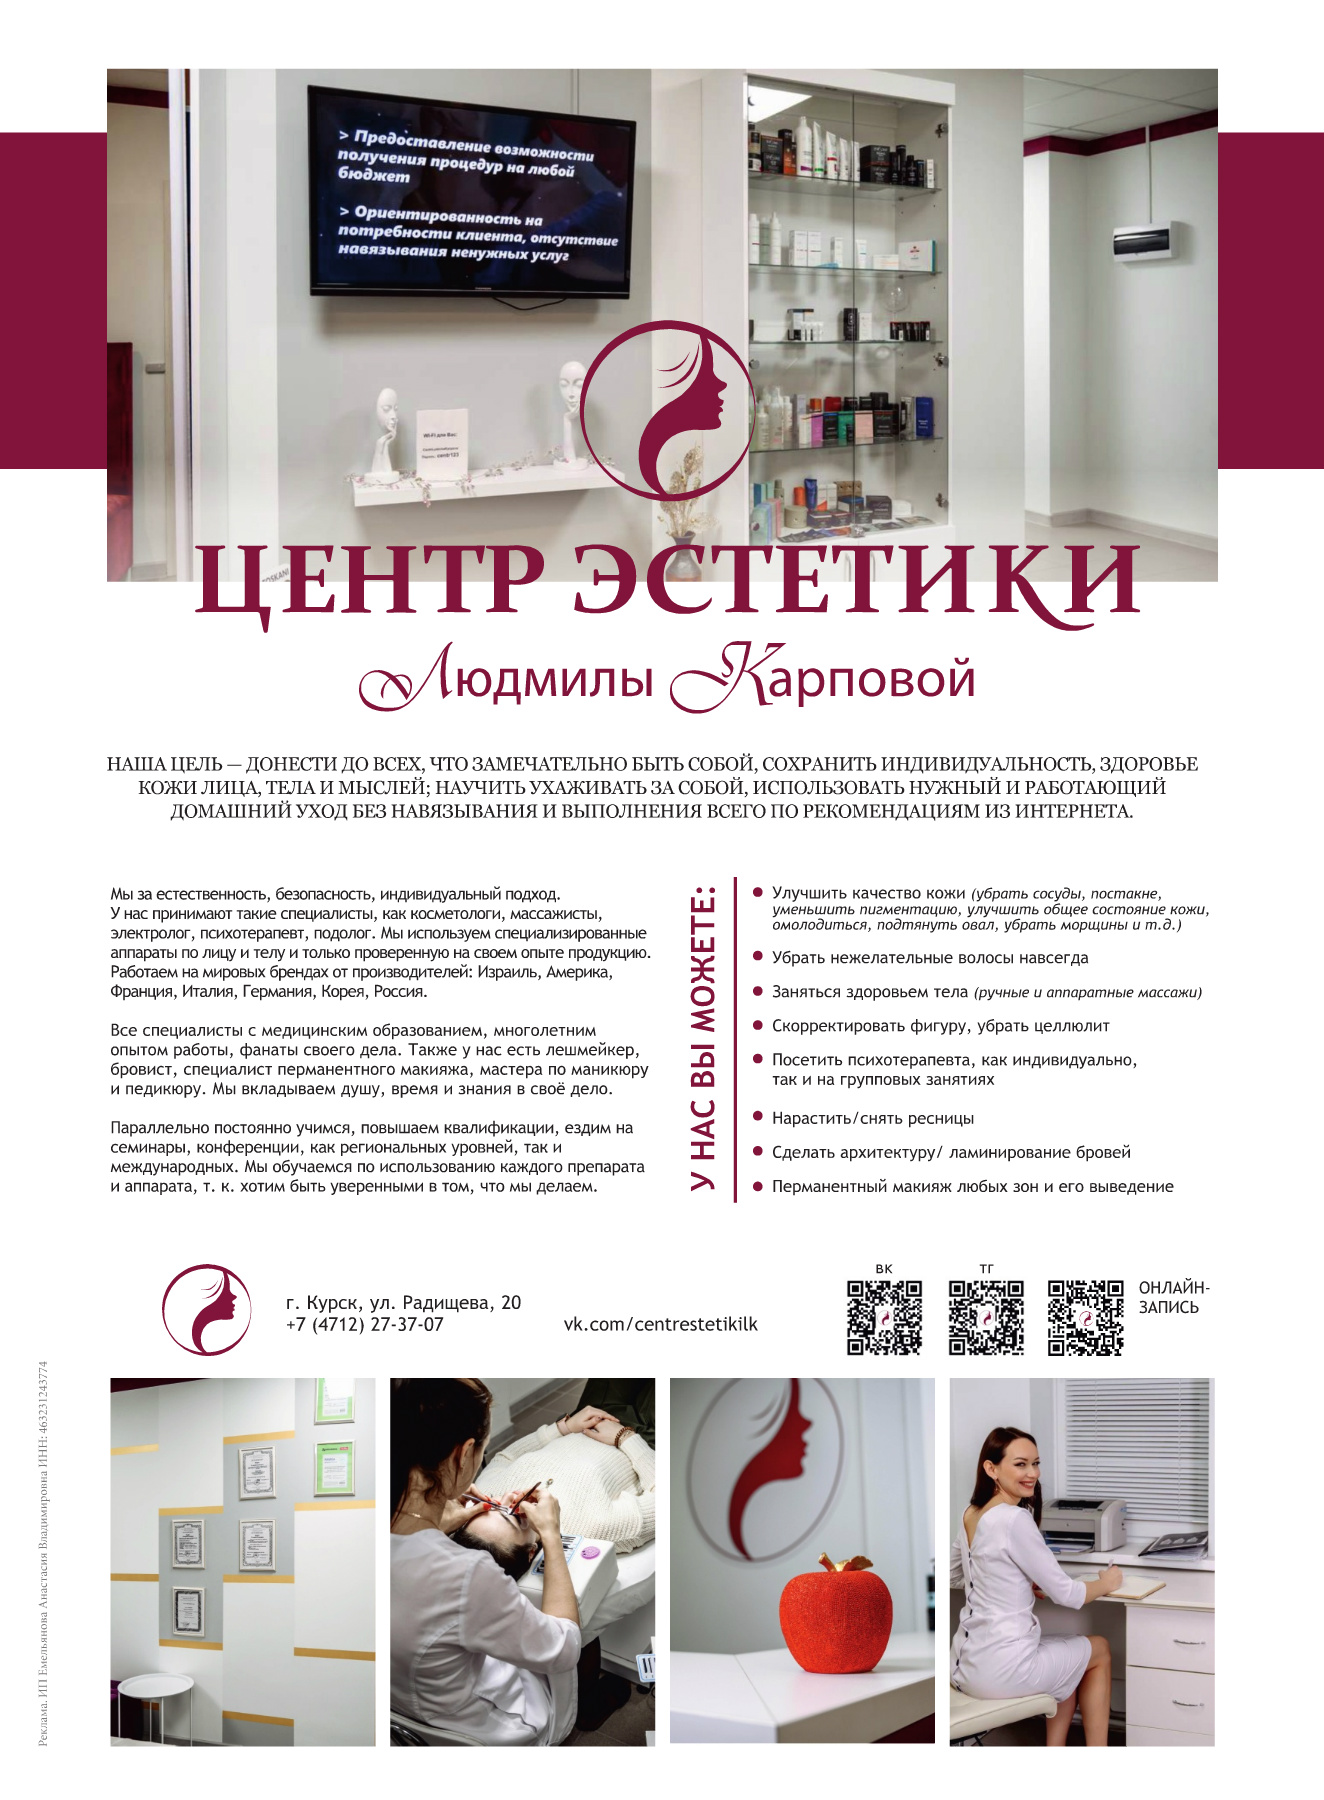 > Предоставление возможности
получения процедур на любой
бюджет
> Ориентированность на
потребности клиента, отсутствие
навязывания ненужных услуг
Wi-Fi для Вас:
ЦЕНТР ЭСТЕТИКИ
Людмилы Карповой
НАША ЦЕЛЬ — ДОНЕСТИ ДО ВСЕХ, ЧТО ЗАМЕЧАТЕЛЬНО БЫТЬ СОБОЙ, СОХРАНИТЬ ИНДИВИДУАЛЬНОСТЬ, ЗДОРОВЬЕ
КОЖИ ЛИЦА, ТЕЛА И МЫСЛЕЙ; НАУЧИТЬ УХАЖИВАТЬ ЗА СОБОЙ, ИСПОЛЬЗОВАТЬ НУЖНЫЙ И РАБОТАЮЩИЙ
ДОМАШНИЙ УХОД БЕЗ НАВЯЗЫВАНИЯ И ВЫПОЛНЕНИЯ ВСЕГО ПО РЕКОМЕНДАЦИЯМ ИЗ ИНТЕРНЕТА.
Мы за естественность, безопасность, индивидуальный подход.
У нас принимают такие специалисты, как косметологи, массажисты,
электролог, психотерапевт, подолог. Мы используем специализированные
аппараты по лицу и телу и только проверенную на своем опыте продукцию.
Работаем на мировых брендах от производителей: Израиль, Америка,
Франция, Италия, Германия, Корея, Россия.
Все специалисты с медицинским образованием, многолетним
опытом работы, фанаты своего дела. Также у нас есть лешмейкер,
бровист, специалист перманентного макияжа, мастера по маникюру
и педикюру. Мы вкладываем душу, время и знания в своё дело.
Параллельно постоянно учимся, повышаем квалификации, ездим на
семинары, конференции, как региональных уровней, так и
международных. Мы обучаемся по использованию каждого препарата
и аппарата, т. к. хотим быть уверенными в том, что мы делаем.
У НАС ВЫ МОЖЕТЕ:
● Улучшить качество кожи (убрать сосуды, постакне,
уменьшить пигментацию, улучшить общее состояние кожи,
омолодиться, подтянуть овал, убрать морщины и т.д.)
● Убрать нежелательные волосы навсегда
● Заняться здоровьем тела (ручные и аппаратные массажи)
● Скорректировать фигуру, убрать целлюлит
● Посетить психотерапевта, как индивидуально,
так и на групповых занятиях
● Нарастить/снять ресницы
● Сделать архитектуру/ ламинирование бровей
● Перманентный макияж любых зон и его выведение
г. Курск, ул. Радищева, 20
+7 (4712) 27-37-07
vk.com/centrestetikilk
ВК
ТГ
ОНЛАЙН-
ЗАПИСЬ
Реклама. ИП Емельянова Анастасия Владимировна ИНН: 463231243774